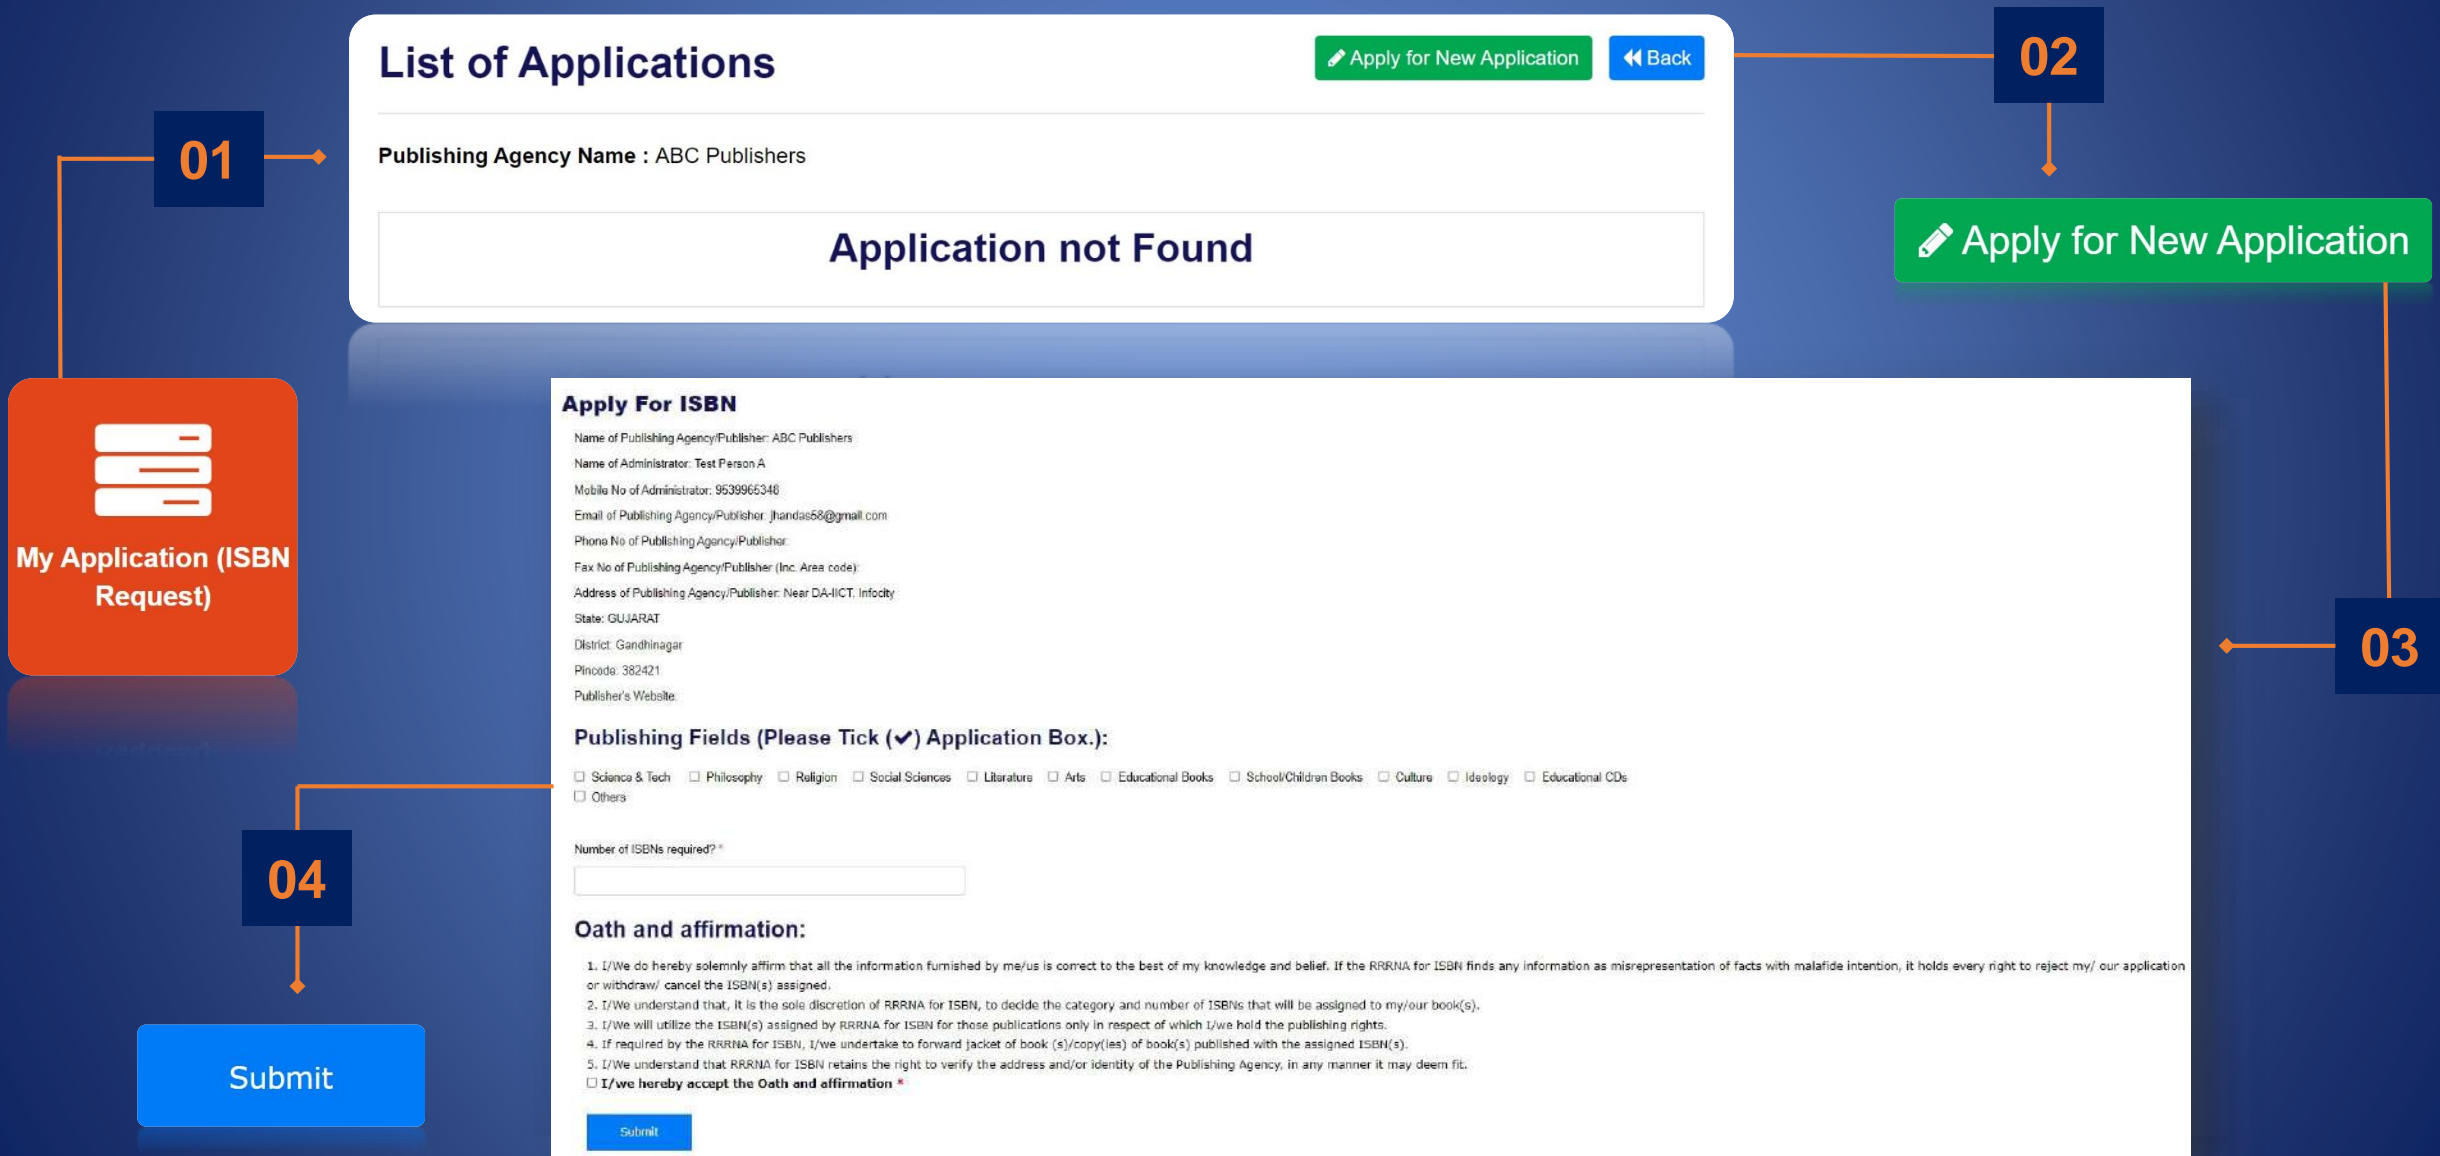 List of Applications
Apply for New Application
Back
02
01
Publishing Agency Name : ABC Publishers
Application not Found
Apply for New Application
My Application (ISBN
Request)
03
Apply For ISBN
Name of Publishing Agency/Publisher: ABC Publishers
Name of Administrator: Test Person A
Mobile No of Administrator: 9539965348
Email of Publishing Agency/Publisher: jhandas58@gmail.com
Phone No of Publishing Agency/Publisher:
Fax No of Publishing Agency/Publisher (Inc. Area code):
Address of Publishing Agency/Publisher: Near DA-IICT, Infocity
State: GUJARAT
District: Gandhinagar
Pincode: 382421
Publisher's Website:
Publishing Fields (Please Tick (✔) Application Box.):
Science & Tech Philosophy Religion Social Sciences Literature Arts Educational Books School/Children Books Culture Ideology Educational CDs
Others
04
Number of ISBNs required? *
Oath and affirmation:
1. I/We do hereby solemnly affirm that all the information furnished by me/us is correct to the best of my knowledge and belief. If the RRRNA for ISBN finds any information as misrepresentation of facts with malafide intention, it holds every right to reject my/ our application
or withdraw/ cancel the ISBN(s) assigned.
2. I/We understand that, it is the sole discretion of RRRNA for ISBN, to decide the category and number of ISBNs that will be assigned to my/our book(s).
3. I/We will utilize the ISBN(s) assigned by RRRNA for ISBN for those publications only in respect of which I/we hold the publishing rights.
4. If required by the RRRNA for ISBN, I/we undertake to forward jacket of book (s)/copy(ies) of book(s) published with the assigned ISBN(s).
5. I/We understand that RRRNA for ISBN retains the right to verify the address and/or identity of the Publishing Agency, in any manner it may deem fit.
I/we hereby accept the Oath and affirmation *
Submit
Submit